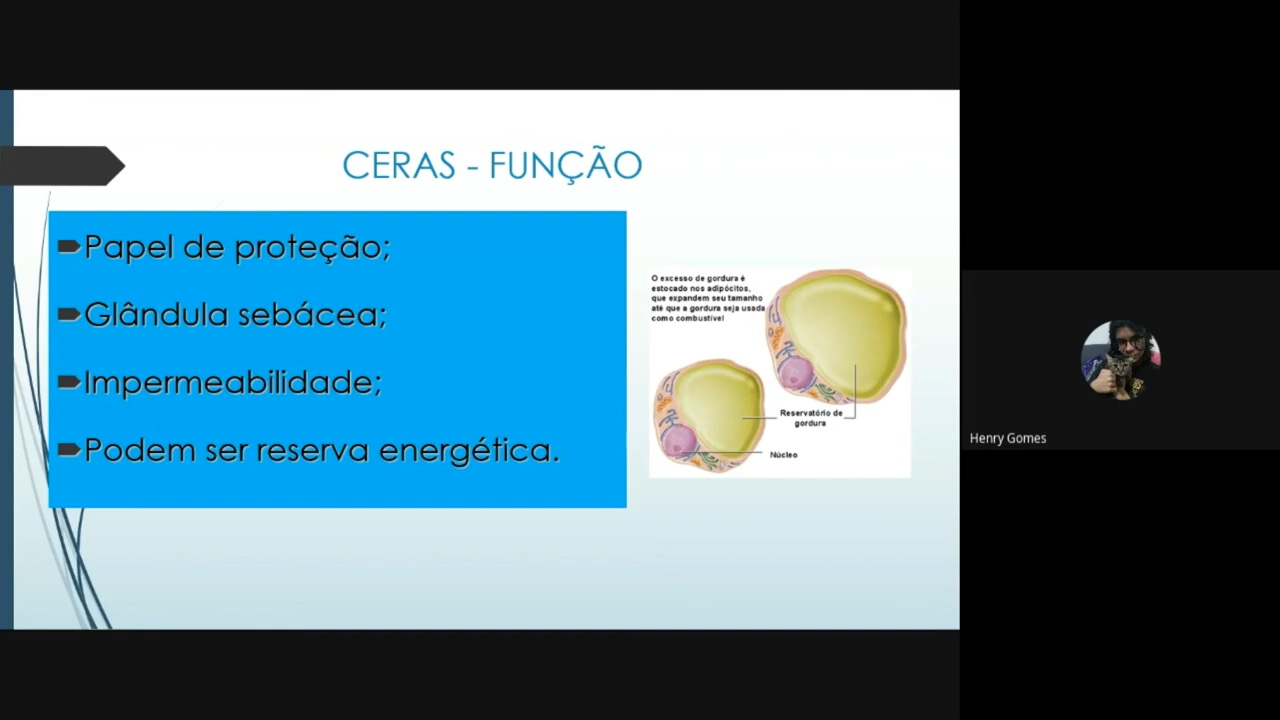 CERAS - FUNÇÃO
Papel de proteção;
Glândula sebácea;
Impermeabilidade;
Podem ser reserva energética.
O excesso de gordura é
estocado nos adipócitos,
que expandem seu tamanho
até que a gordura seja usada
como combustível
Reservatório de
gordura
Núcleo
Henry Gomes